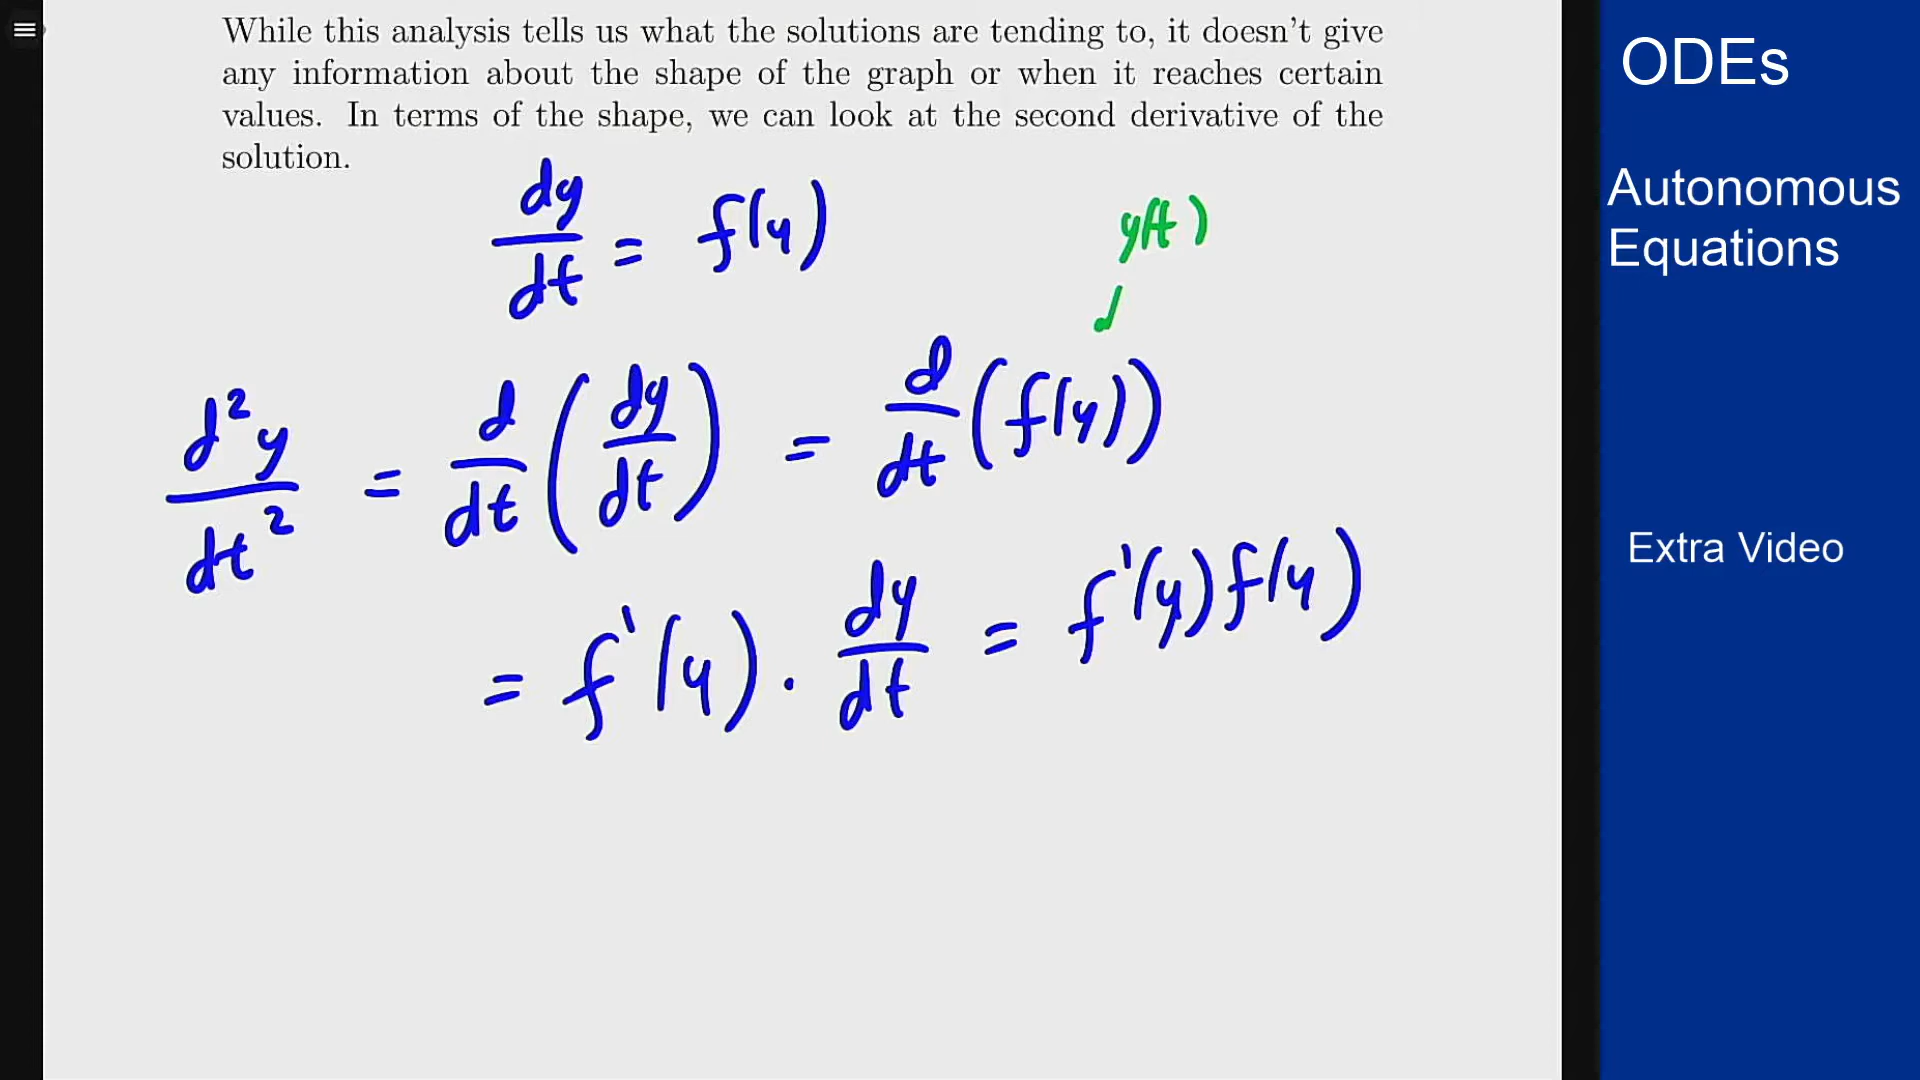 While this analysis tells us what the solutions are tending to, it doesn't give
any information about the shape of the graph or when it reaches certain
values. In terms of the shape, we can look at the second derivative of the
solution.
dy/dt = f(y)
y(t)
d²y/dt² = d/dt (dy/dt) = d/dt (f(y))
= f'(y) · dy/dt = f'(y) f(y)
ODEs
Autonomous
Equations
Extra Video